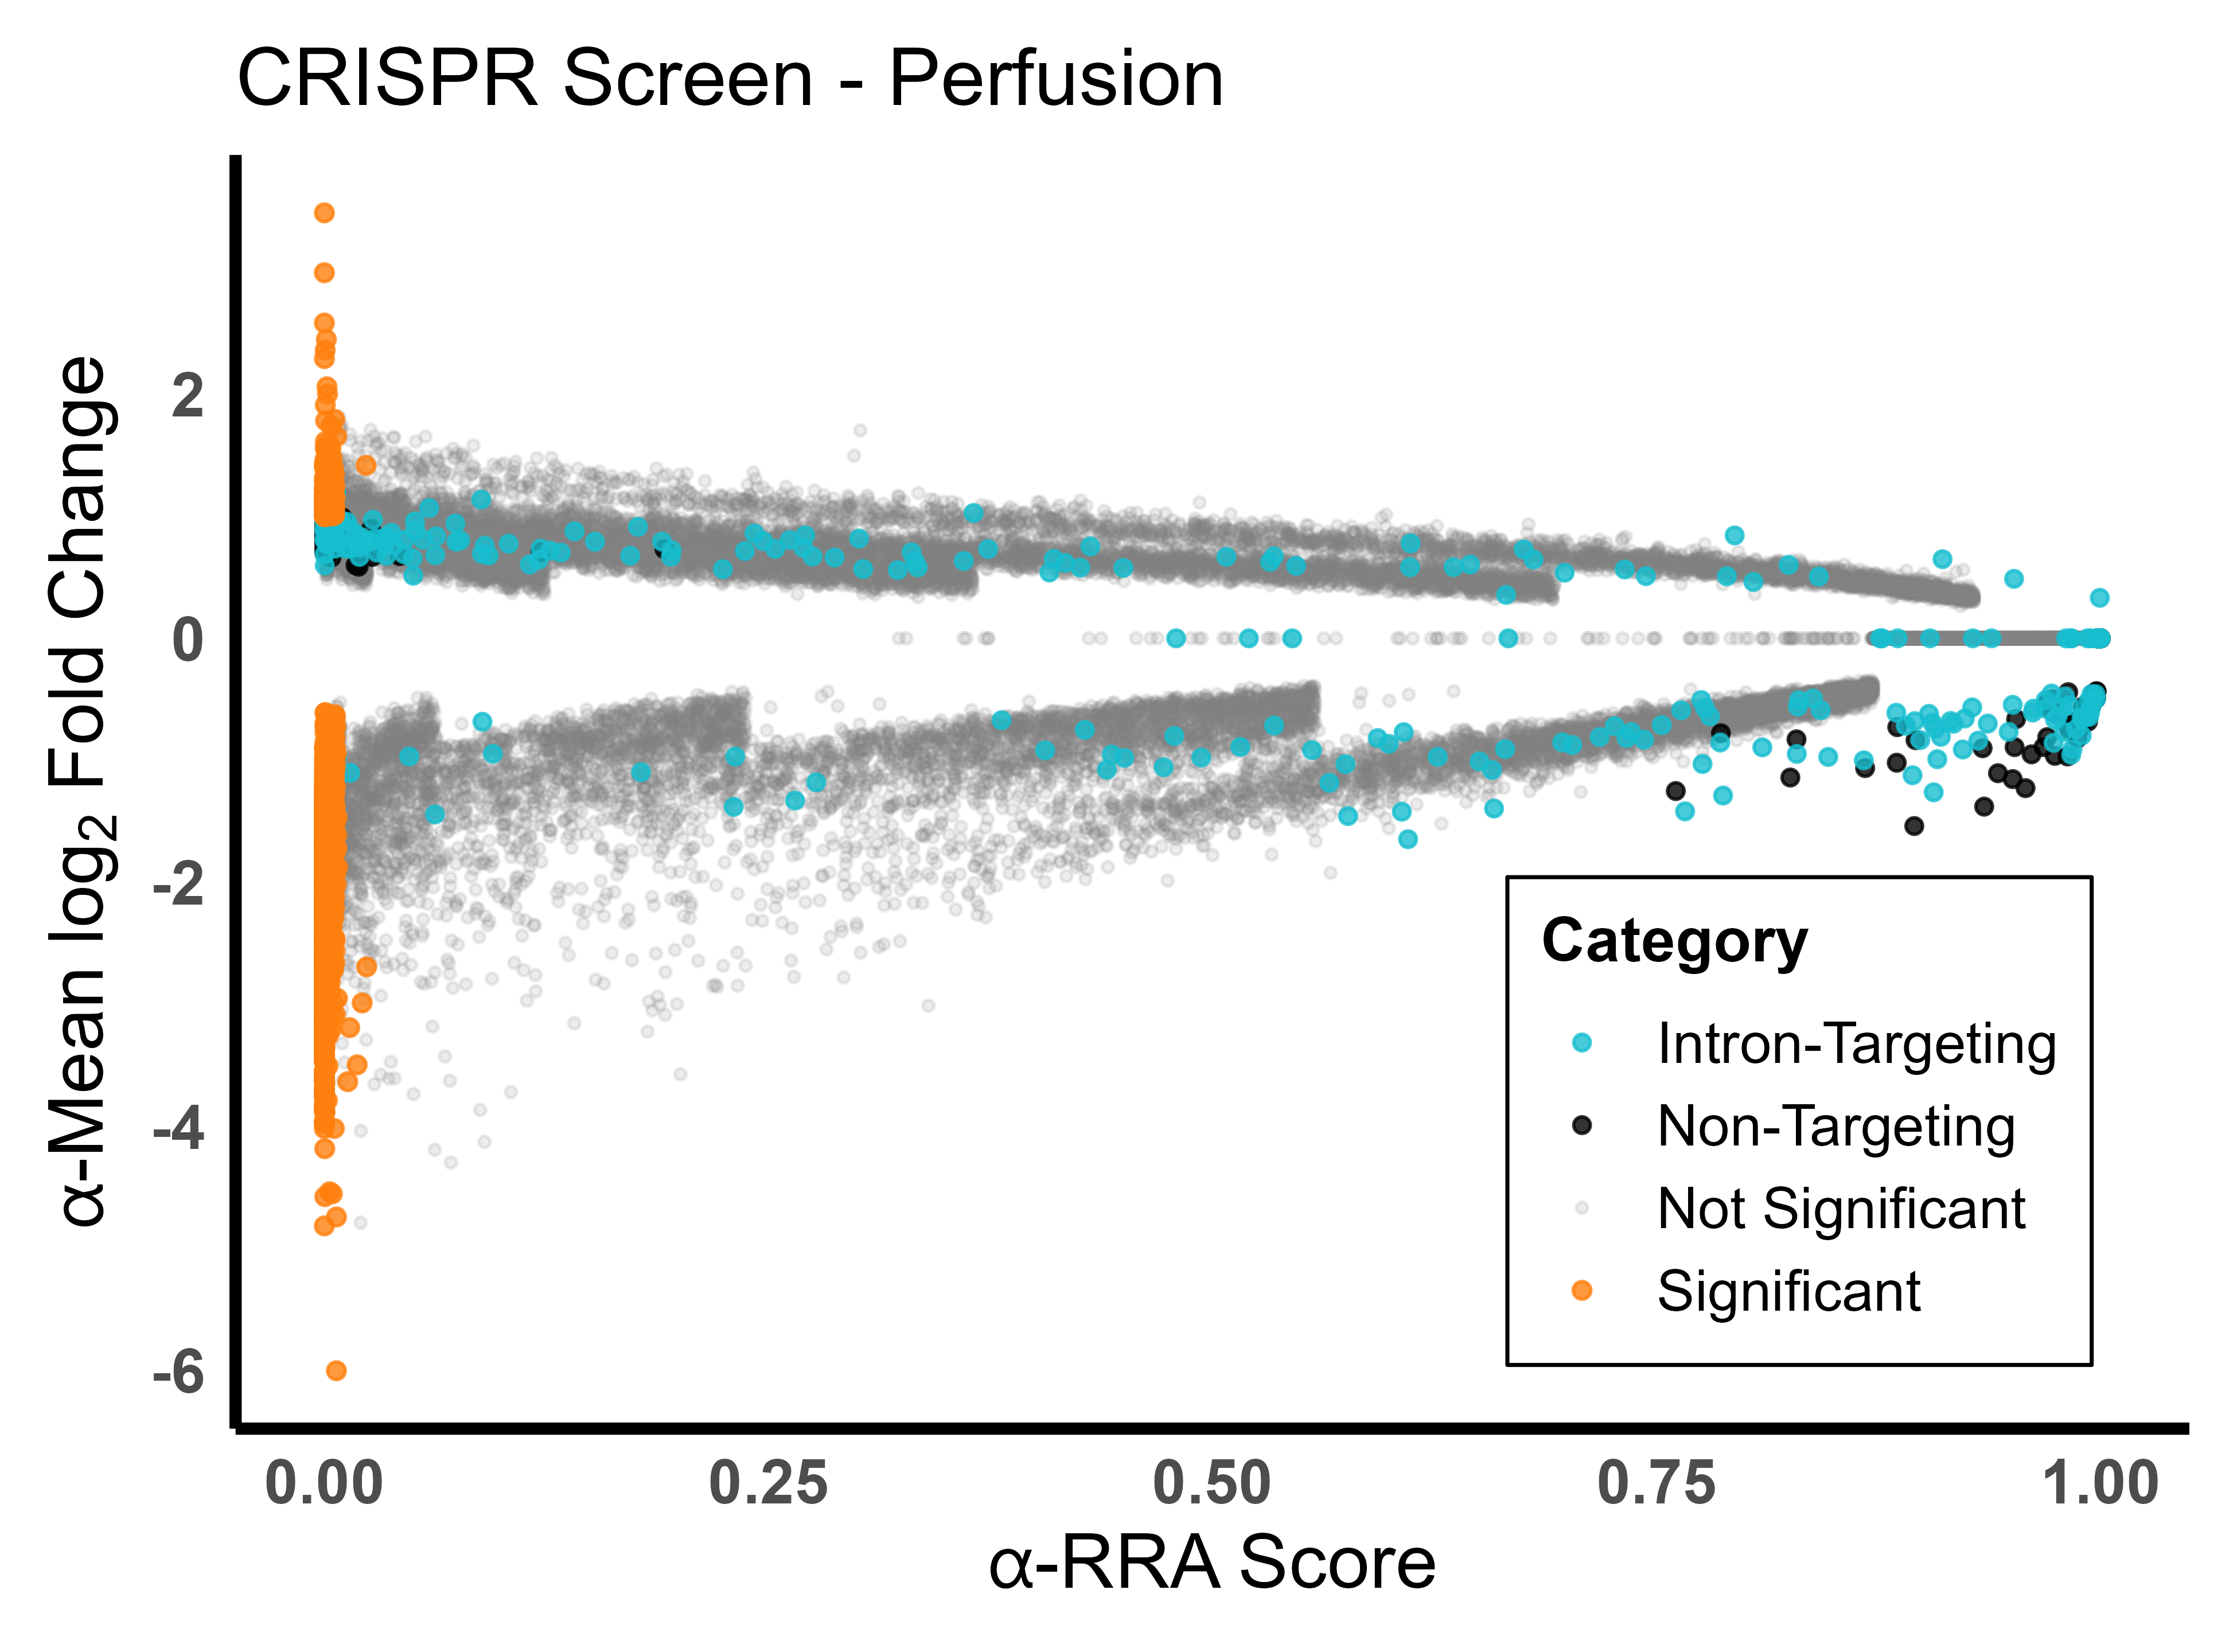 CRISPR Screen - Perfusion
α-Mean log₂ Fold Change
2
0
-2
-4
-6
Category
Intron-Targeting
Non-Targeting
Not Significant
Significant
0.00 0.25 0.50 0.75 1.00
α-RRA Score